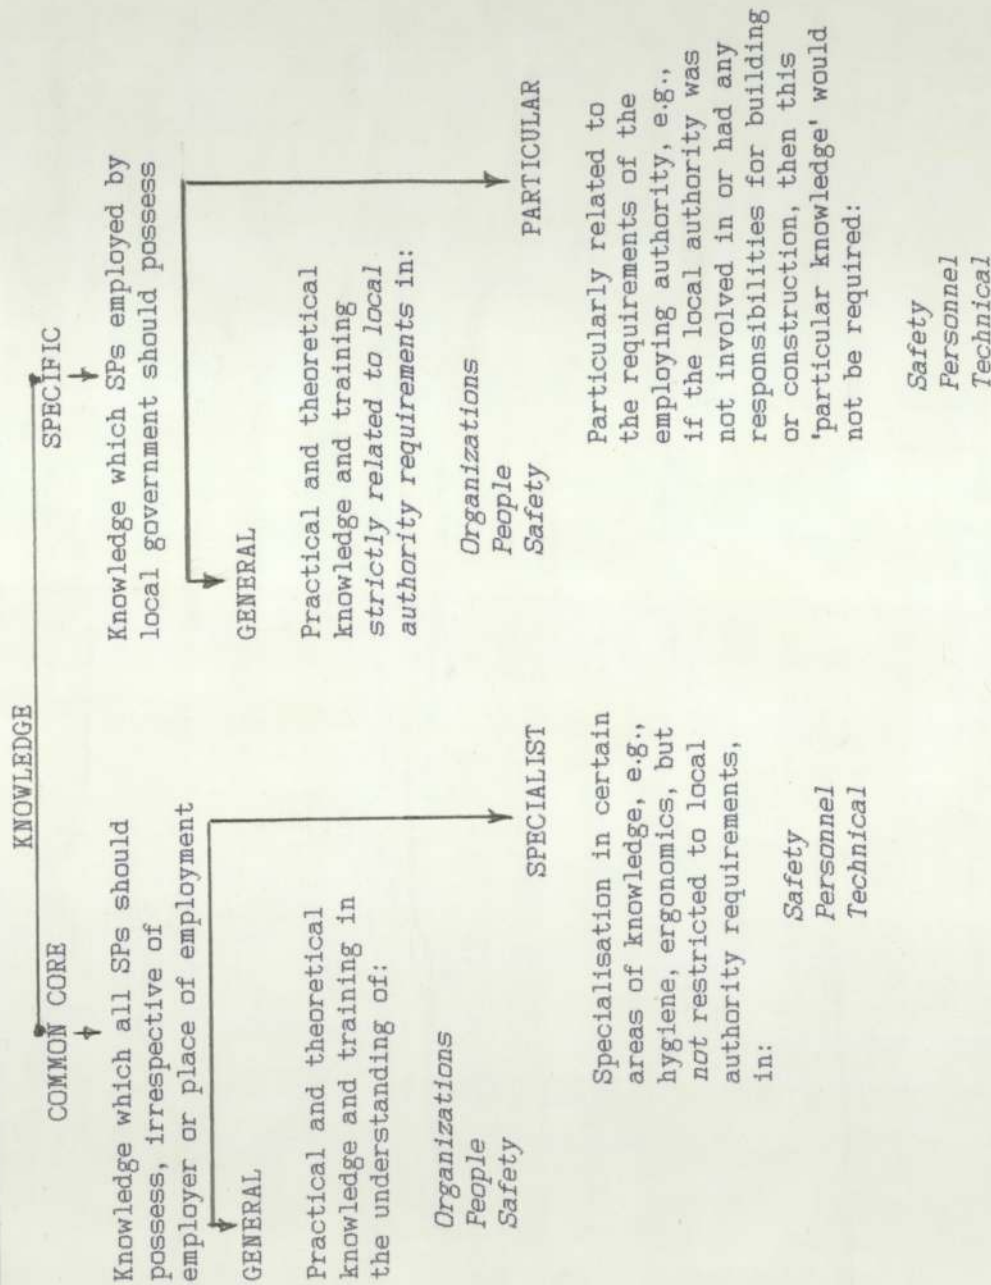 KNOWLEDGE
COMMON CORE
Knowledge which all SPs should
possess, irrespective of
employer or place of employment
GENERAL
Practical and theoretical
knowledge and training in
the understanding of:
Organizations
People
Safety
SPECIALIST
Specialisation in certain
areas of knowledge, e.g.,
hygiene, ergonomics, but
not restricted to local
authority requirements,
in:
Safety
Personnel
Technical
SPECIFIC
Knowledge which SPs employed by
local government should possess
GENERAL
Practical and theoretical
knowledge and training
strictly related to local
authority requirements in:
Organizations
People
Safety
PARTICULAR
Particularly related to
the requirements of the
employing authority, e.g.,
if the local authority was
not involved in or had any
responsibilities for building
or construction, then this
'particular knowledge' would
not be required:
Safety
Personnel
Technical